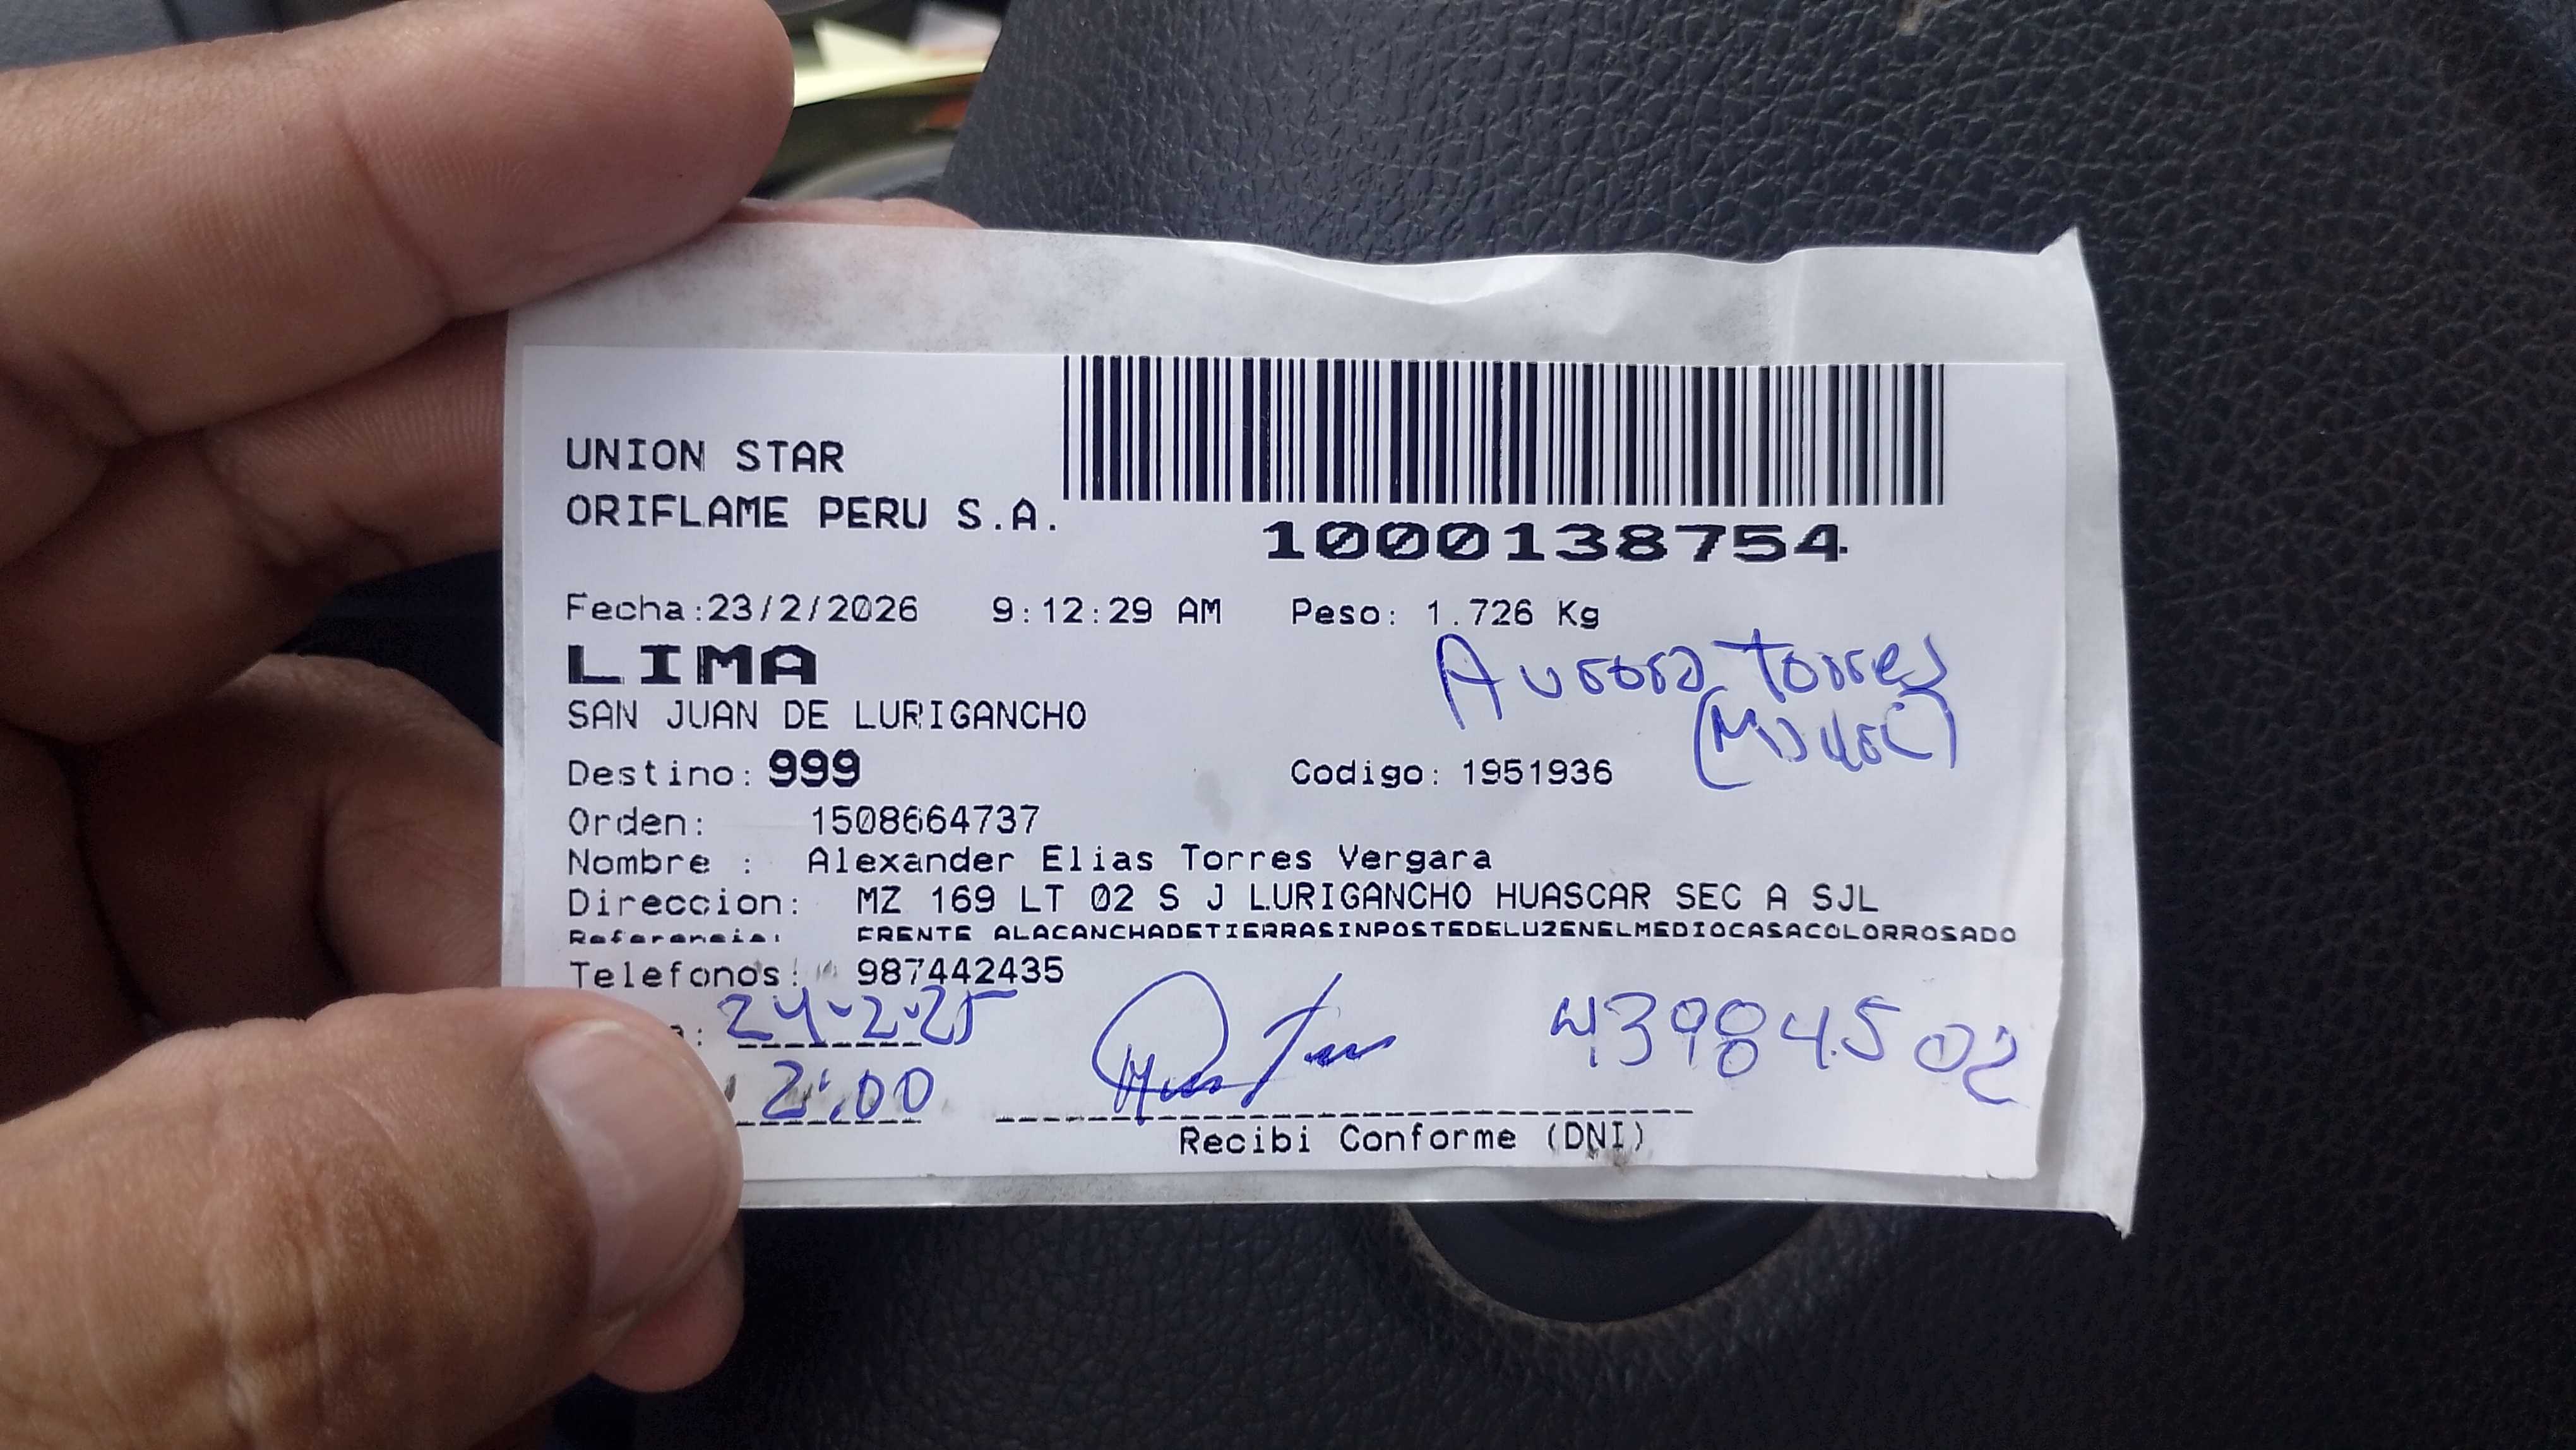 UNION STAR
ORIFLAME PERU S.A.
1000138754
Fecha:23/2/2026 9:12:29 AM Peso: 1.726 Kg
LIMA
Aurora Torres
SAN JUAN DE LURIGANCHO
Destino: 999 Codigo: 1951936
Orden: 1508664737
Nombre : Alexander Elias Torres Vergara
Direccion: MZ 169 LT 02 S J LURIGANCHO HUASCAR SEC A SJL
Referencia: FRENTE ALACANCHADETIERRASINPOSTEDELUZENELMEDIOCASACOLORROSADO
Telefonos: 987442435
24-2-25
2:00
43984502
Recibi Conforme (DNI)